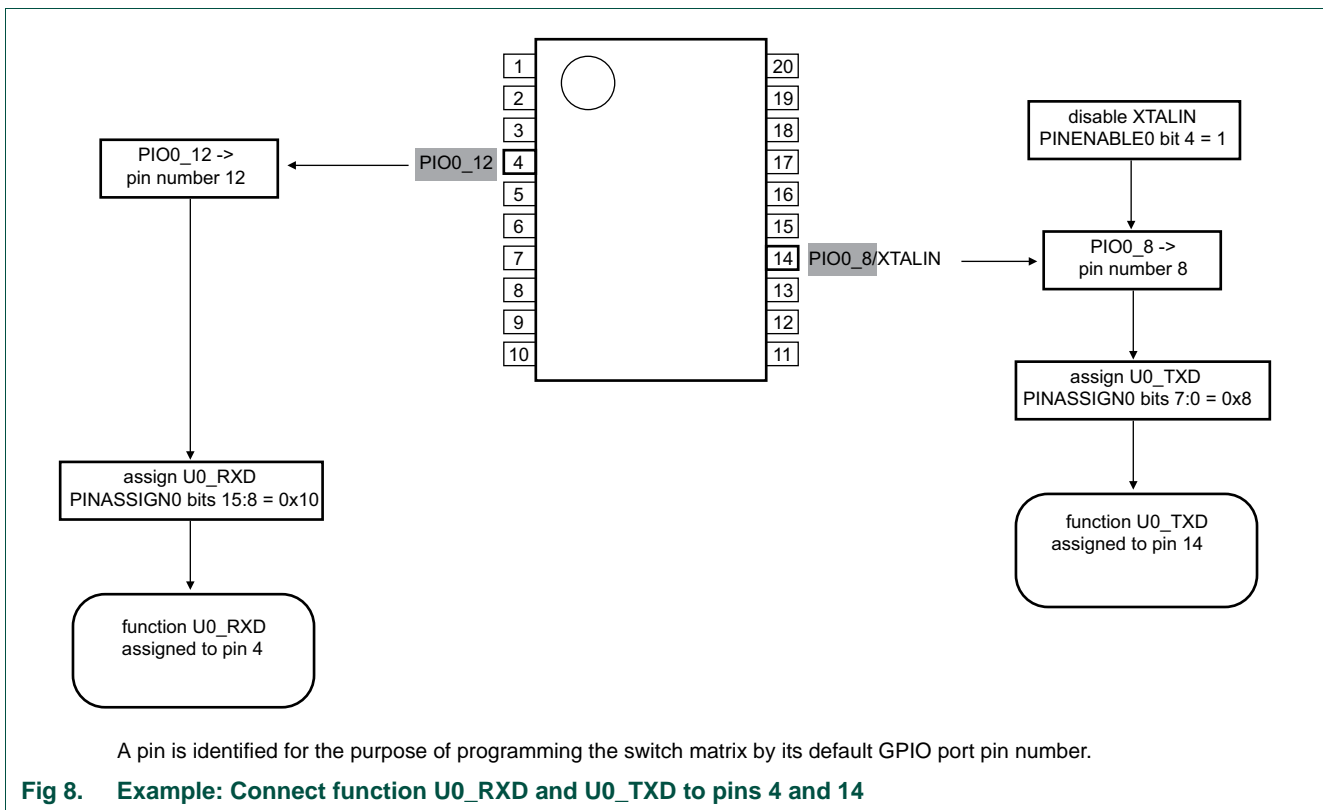 1
2
3
4
5
6
7
8
9
10
20
19
18
17
16
15
14
13
12
11
PIO0_12
PIO0_12 ->
pin number 12
assign U0_RXD
PINASSIGN0 bits 15:8 = 0x10
function U0_RXD
assigned to pin 4
PIO0_8/XTALIN
disable XTALIN
PINENABLE0 bit 4 = 1
PIO0_8 ->
pin number 8
assign U0_TXD
PINASSIGN0 bits 7:0 = 0x8
function U0_TXD
assigned to pin 14
A pin is identified for the purpose of programming the switch matrix by its default GPIO port pin number.
Fig 8. Example: Connect function U0_RXD and U0_TXD to pins 4 and 14